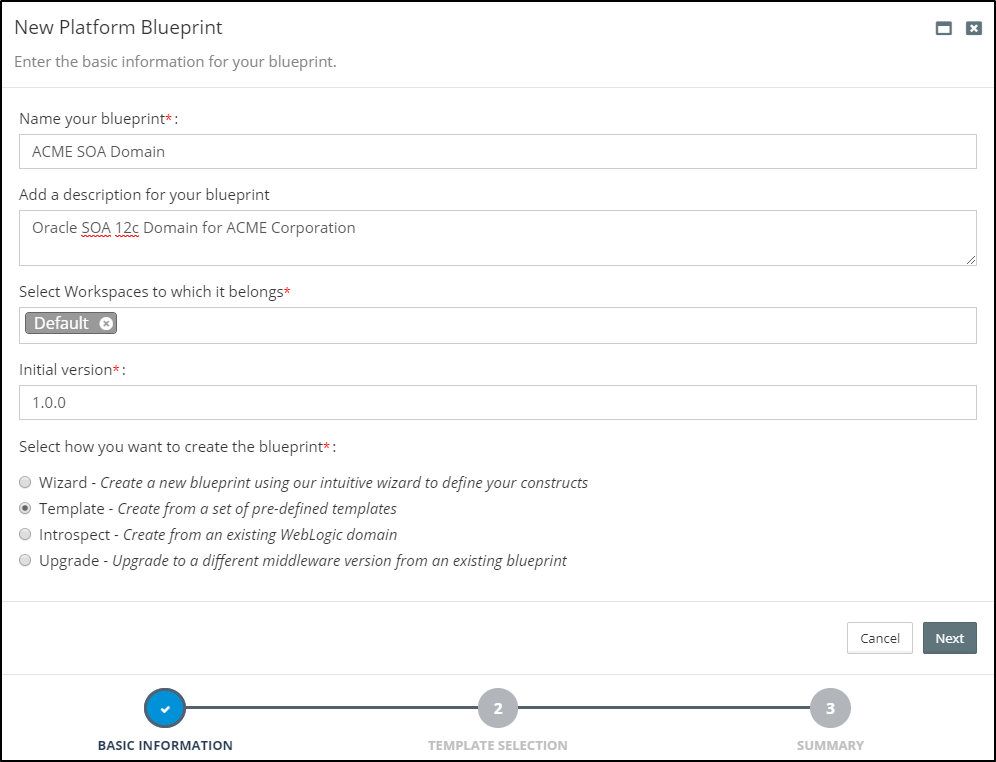 New Platform Blueprint
Enter the basic information for your blueprint.
Name your blueprint*:
ACME SOA Domain
Add a description for your blueprint
Oracle SOA 12c Domain for ACME Corporation
Select Workspaces to which it belongs*
Default
Initial version*:
1.0.0
Select how you want to create the blueprint*:
Wizard - Create a new blueprint using our intuitive wizard to define your constructs
Template - Create from a set of pre-defined templates
Introspect - Create from an existing WebLogic domain
Upgrade - Upgrade to a different middleware version from an existing blueprint
Cancel Next
2 3
BASIC INFORMATION TEMPLATE SELECTION SUMMARY